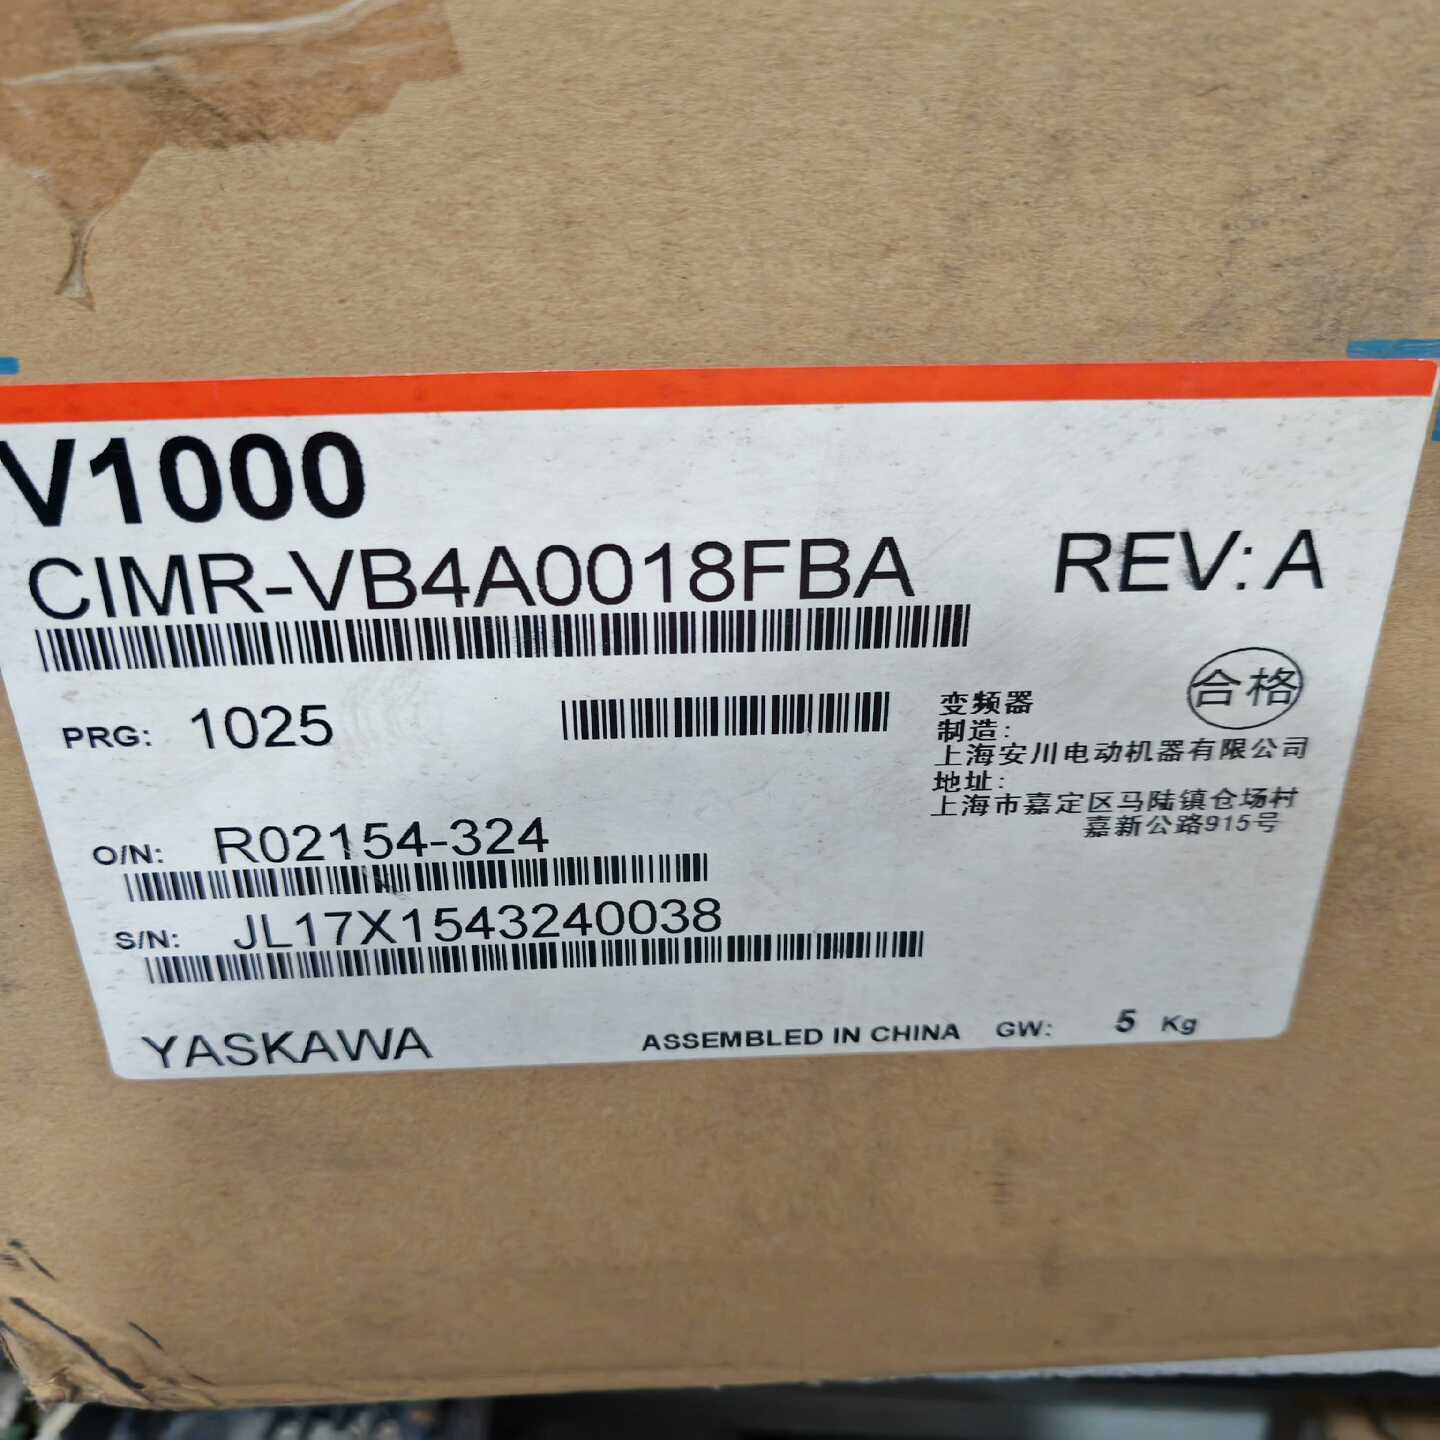 V1000
CIMR-VB4A0018FBA
REV: A
PRG: 1025
合格
变频器
制造:
上海安川电动机器有限公司
地址:
上海市嘉定区马陆镇仓场村
嘉新公路915号
O/N: R02154-324
S/N: JL17X1543240038
YASKAWA
ASSEMBLED IN CHINA GW: 5 Kg